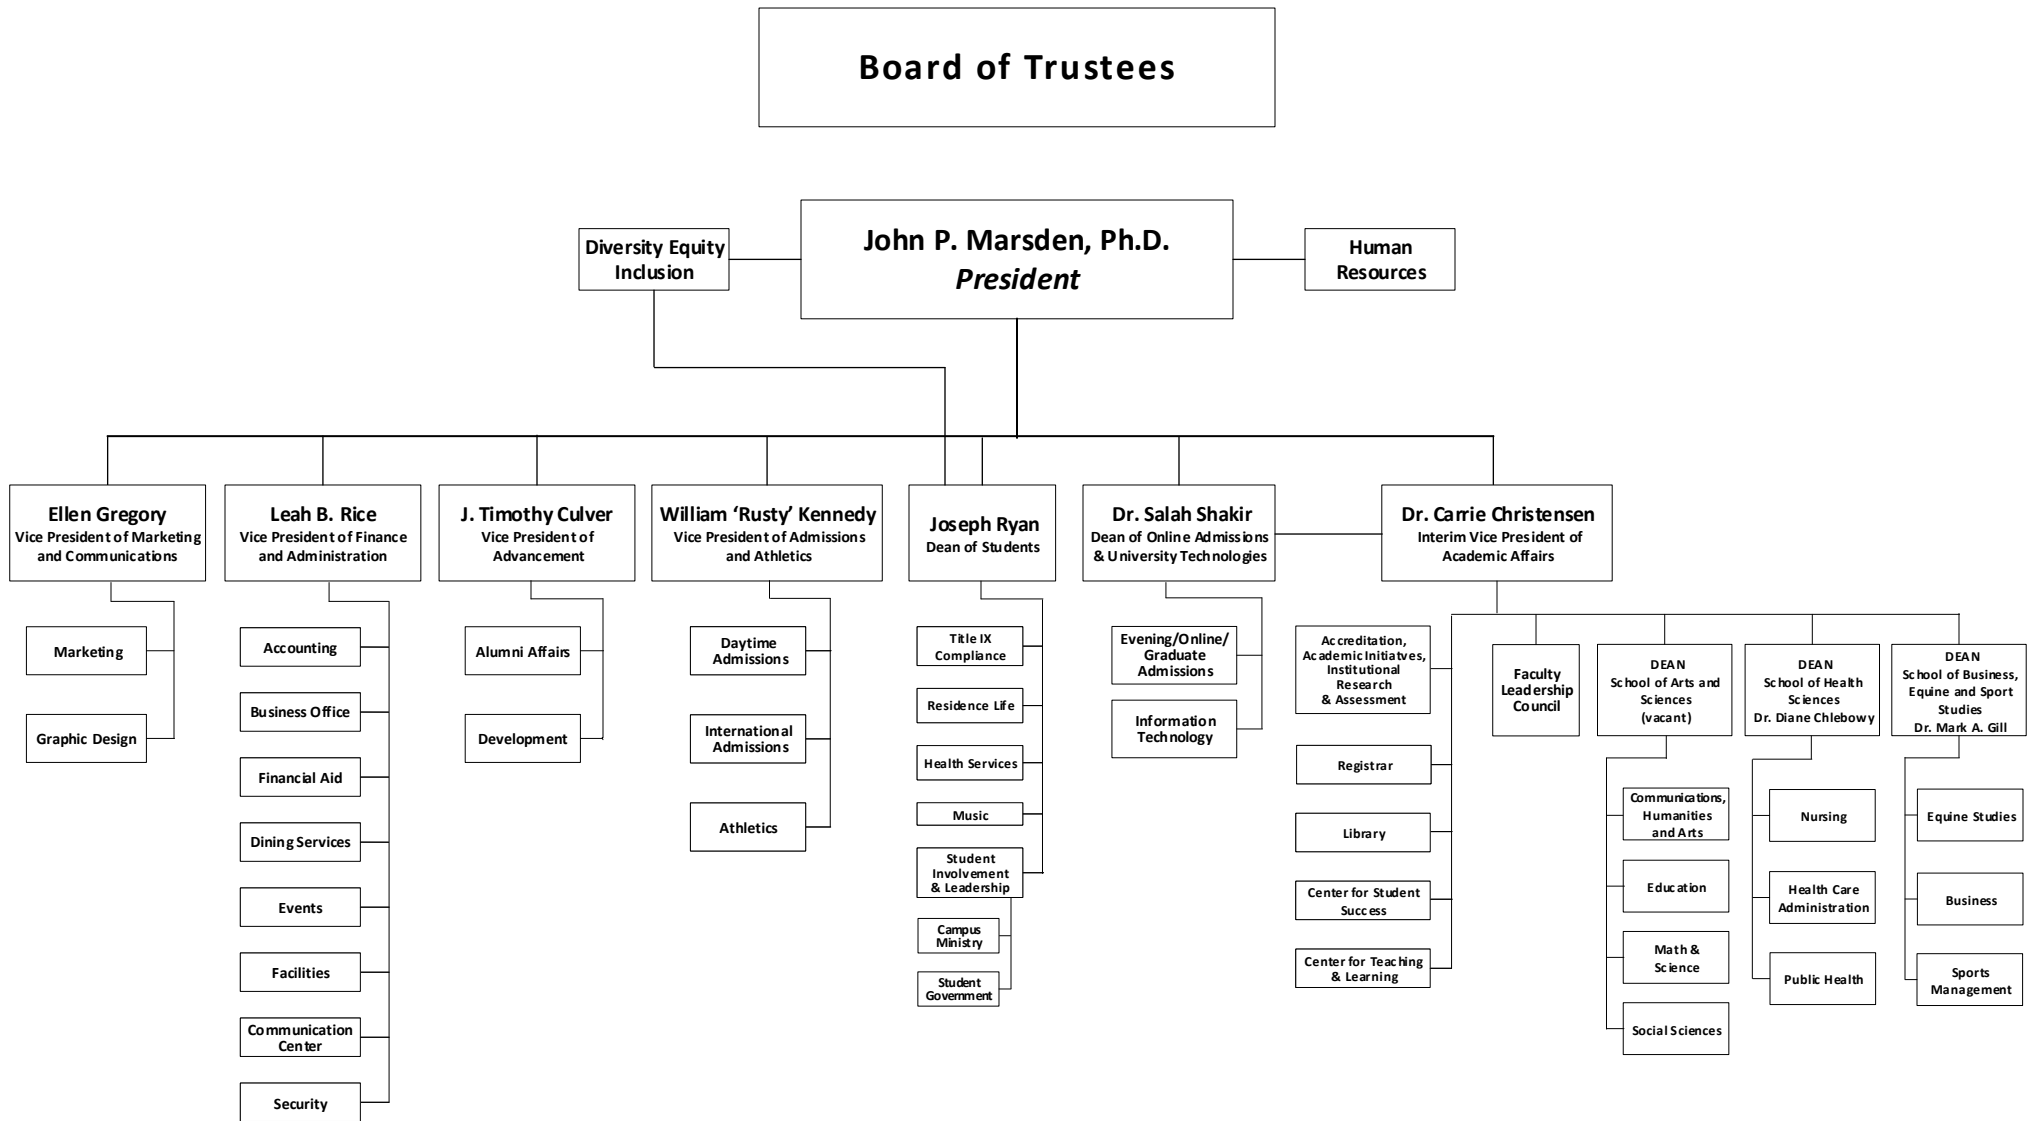 Board of Trustees
Diversity Equity
Inclusion
John P. Marsden, Ph.D.
President
Human
Resources
Ellen Gregory
Vice President of Marketing
and Communications
Leah B. Rice
Vice President of Finance
and Administration
J. Timothy Culver
Vice President of
Advancement
William ‘Rusty’ Kennedy
Vice President of Admissions
and Athletics
Joseph Ryan
Dean of Students
Dr. Salah Shakir
Dean of Online Admissions
& University Technologies
Dr. Carrie Christensen
Interim Vice President of
Academic Affairs
Marketing
Graphic Design
Accounting
Business Office
Financial Aid
Dining Services
Events
Facilities
Communication
Center
Security
Alumni Affairs
Development
Daytime
Admissions
International
Admissions
Athletics
Title IX
Compliance
Residence Life
Health Services
Music
Student
Involvement
& Leadership
Campus
Ministry
Student
Government
Evening/Online/
Graduate
Admissions
Information
Technology
Accreditation,
Academic Initiatives,
Institutional
Research
& Assessment
Registrar
Library
Center for Student
Success
Center for Teaching
& Learning
Faculty
Leadership
Council
DEAN
School of Arts and
Sciences
(vacant)
Communications,
Humanities
and Arts
Education
Math &
Science
Social Sciences
DEAN
School of Health
Sciences
Dr. Diane Chlebowy
Nursing
Health Care
Administration
Public Health
DEAN
School of Business,
Equine and Sport
Studies
Dr. Mark A. Gill
Equine Studies
Business
Sports
Management